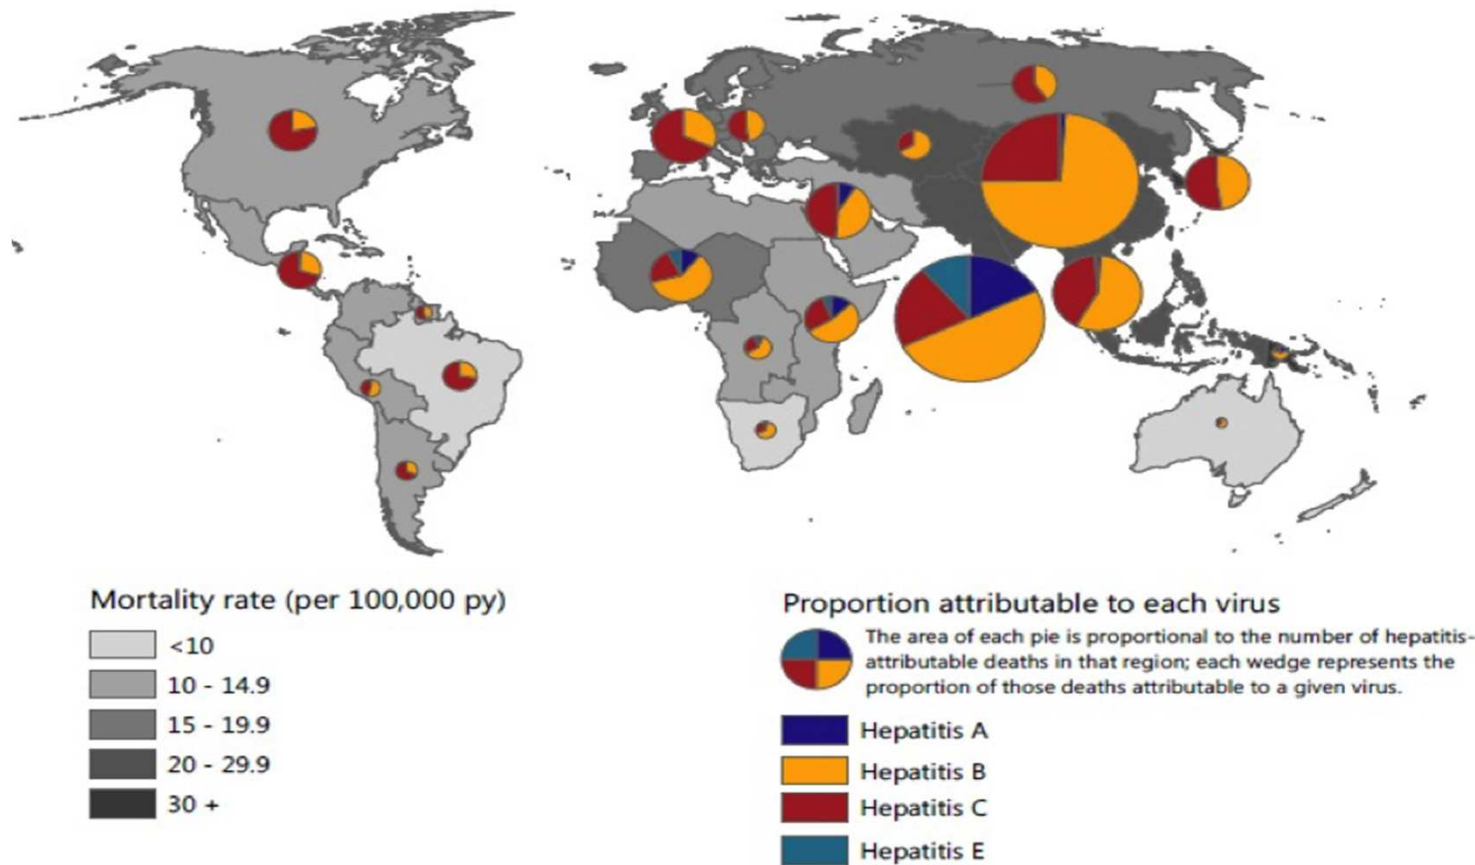 Mortality rate (per 100,000 py)
<10
10 - 14.9
15 - 19.9
20 - 29.9
30 +
Proportion attributable to each virus
The area of each pie is proportional to the number of hepatitis-
attributable deaths in that region; each wedge represents the
proportion of those deaths attributable to a given virus.
Hepatitis A
Hepatitis B
Hepatitis C
Hepatitis E